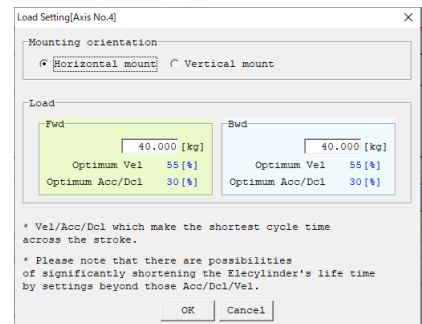 Load Setting[Axis No.4]
Mounting orientation
Horizontal mount Vertical mount
Load
Fwd
40.000 [kg]
Optimum Vel 55[%]
Optimum Acc/Dcl 30[%]
Bwd
40.000 [kg]
Optimum Vel 55[%]
Optimum Acc/Dcl 30[%]
* Vel/Acc/Dcl which make the shortest cycle time
across the stroke.
* Please note that there are possibilities
of significantly shortening the Elecylinder's life time
by settings beyond those Acc/Dcl/Vel.
OK Cancel